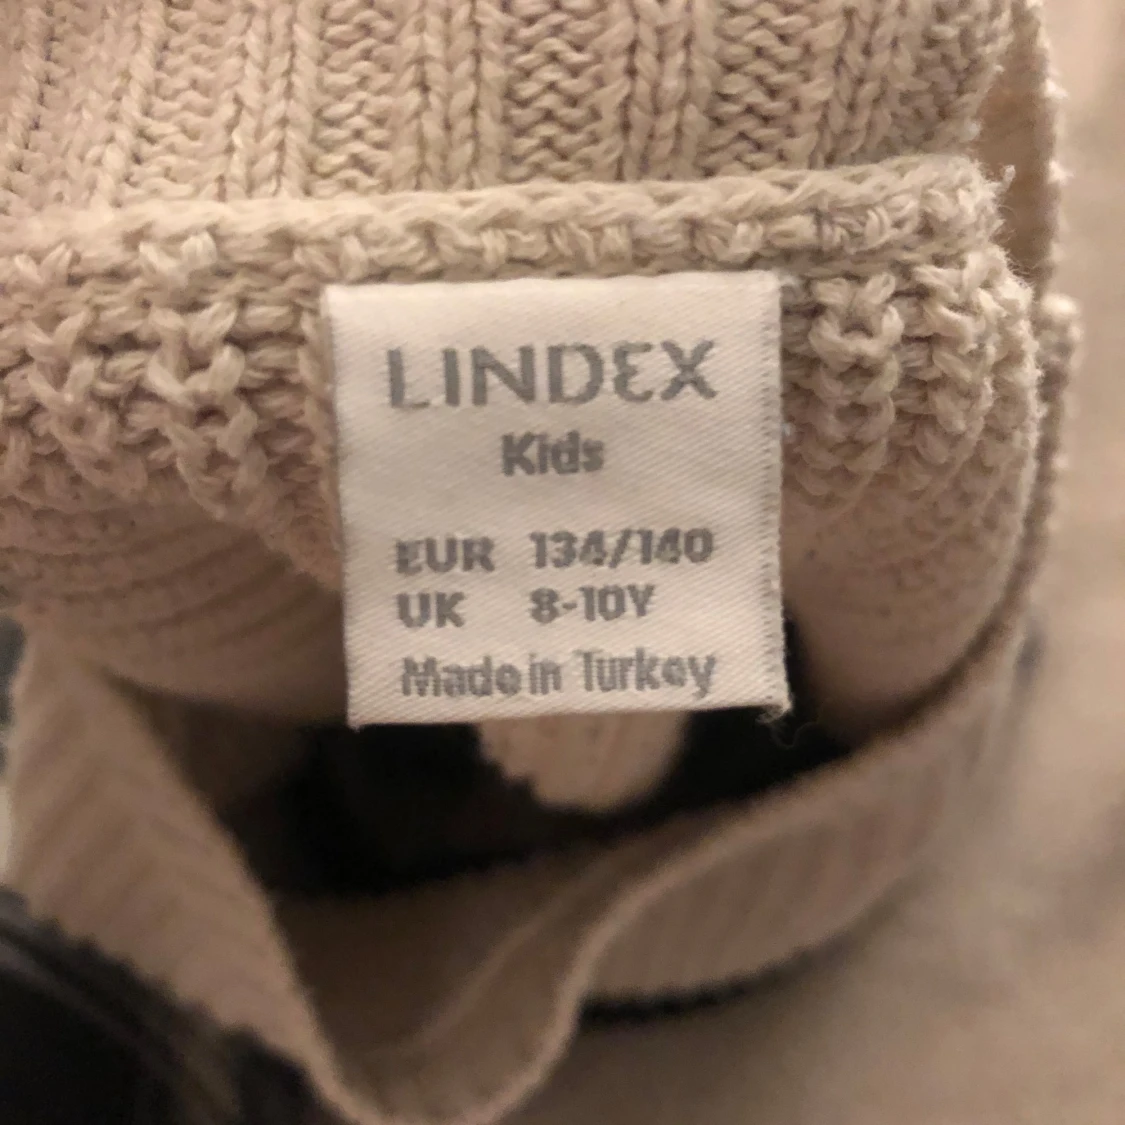 LINDEX
Kids
EUR 134/140
UK 8-10Y
Made in Turkey